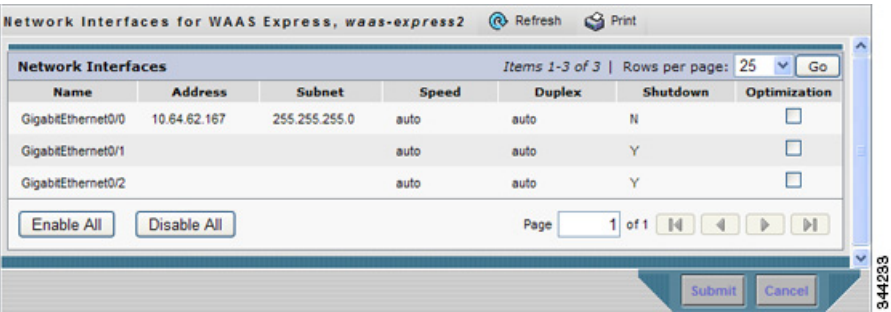 Network Interfaces for WAAS Express, waas-express2 Refresh Print
Network Interfaces Items 1-3 of 3 | Rows per page: 25 Go
Name Address Subnet Speed Duplex Shutdown Optimization
GigabitEthernet0/0 10.64.62.167 255.255.255.0 auto auto N
GigabitEthernet0/1 auto auto Y
GigabitEthernet0/2 auto auto Y
Enable All Disable All Page 1 of 1
Submit Cancel
344233